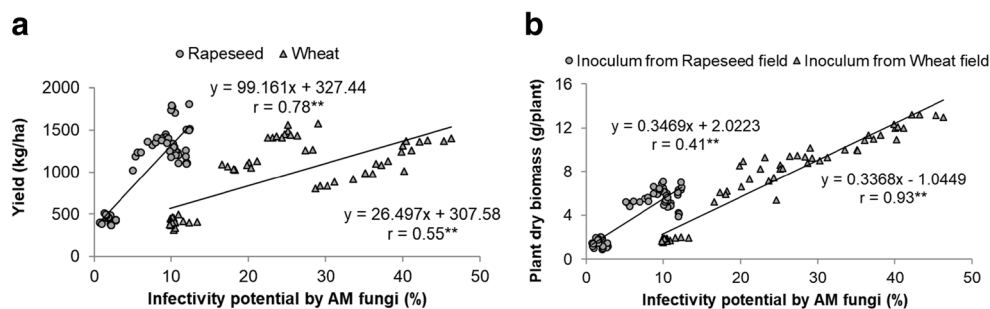 a
Rapeseed Wheat
2000
1500
1000
500
0
Yield (kg/ha)
y = 99.161x + 327.44
r = 0.78**
y = 26.497x + 307.58
r = 0.55**
0 10 20 30 40 50
Infectivity potential by AM fungi (%)
b
Inoculum from Rapeseed field Inoculum from Wheat field
16
12
8
4
0
Plant dry biomass (g/plant)
y = 0.3469x + 2.0223
r = 0.41**
y = 0.3368x - 1.0449
r = 0.93**
0 10 20 30 40 50
Infectivity potential by AM fungi (%)